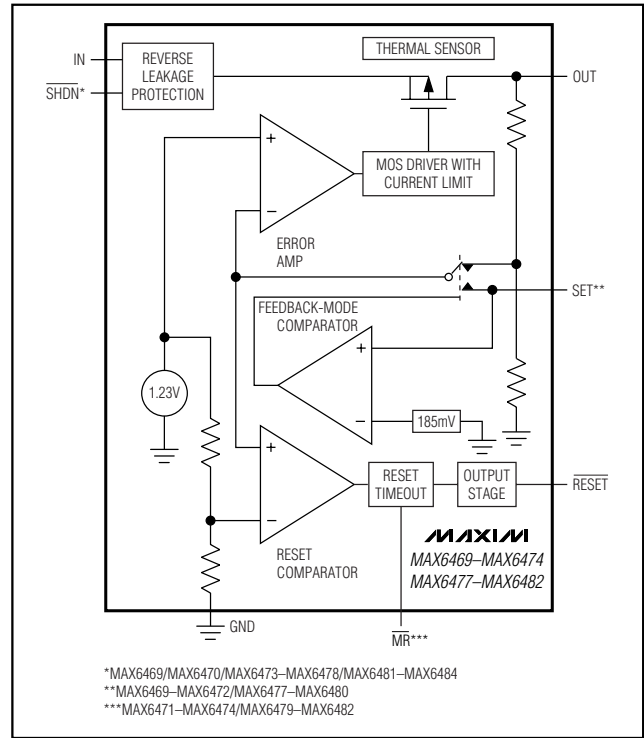 THERMAL SENSOR
IN
REVERSE
LEAKAGE
PROTECTION
OUT
SHDN*
+
MOS DRIVER WITH
CURRENT LIMIT
−
ERROR
AMP
SET**
FEEDBACK-MODE
COMPARATOR
+
1.23V
−
185mV
+
RESET
TIMEOUT
OUTPUT
STAGE
RESET
−
MAXIM
RESET
COMPARATOR
MAX6469–MAX6474
MAX6477–MAX6482
GND
MR***
*MAX6469/MAX6470/MAX6473–MAX6478/MAX6481–MAX6484
**MAX6469–MAX6472/MAX6477–MAX6480
***MAX6471–MAX6474/MAX6479–MAX6482